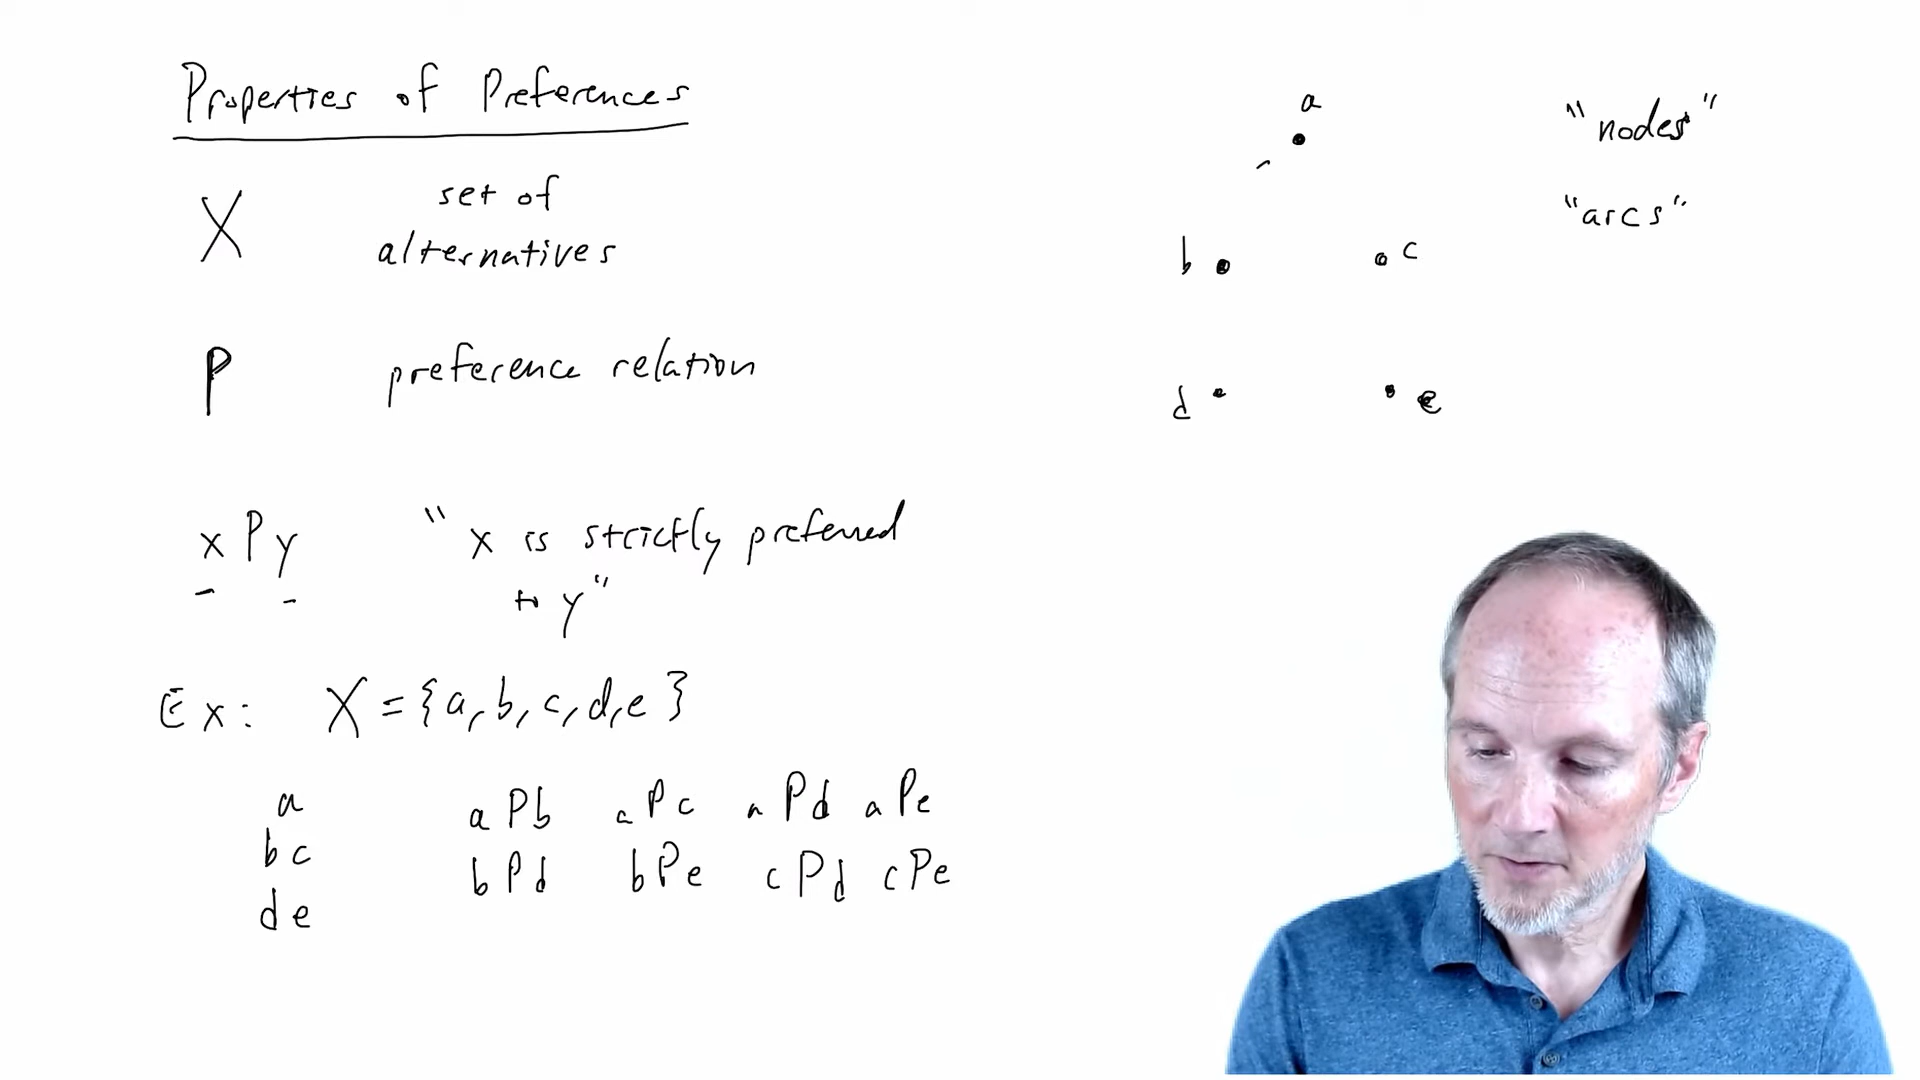 Properties of Preferences
X set of
alternatives
P preference relation
x P y " x is strictly preferred
to y "
Ex: X = {a, b, c, d, e }
a
b c
d e
a P b a P c a P d a P e
b P d b P e c P d c P e
a
b c
d e
"nodes"
"arcs"